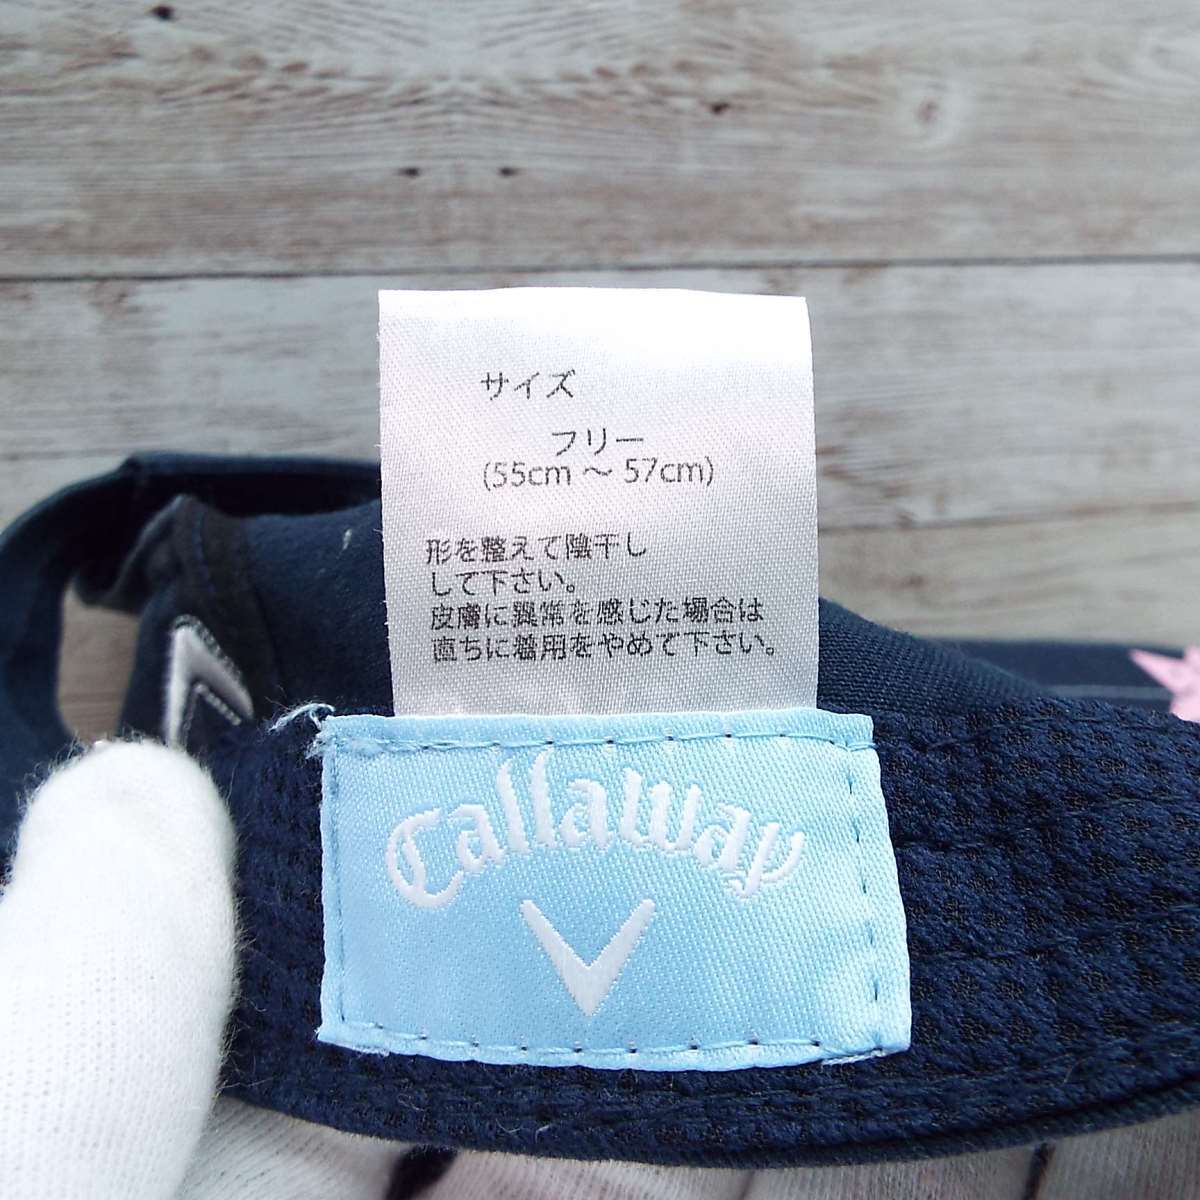 サイズ
フリー
(55cm ～ 57cm)
形を整えて陰干し
して下さい。
皮膚に異常を感じた場合は
直ちに着用をやめて下さい。
Callaway